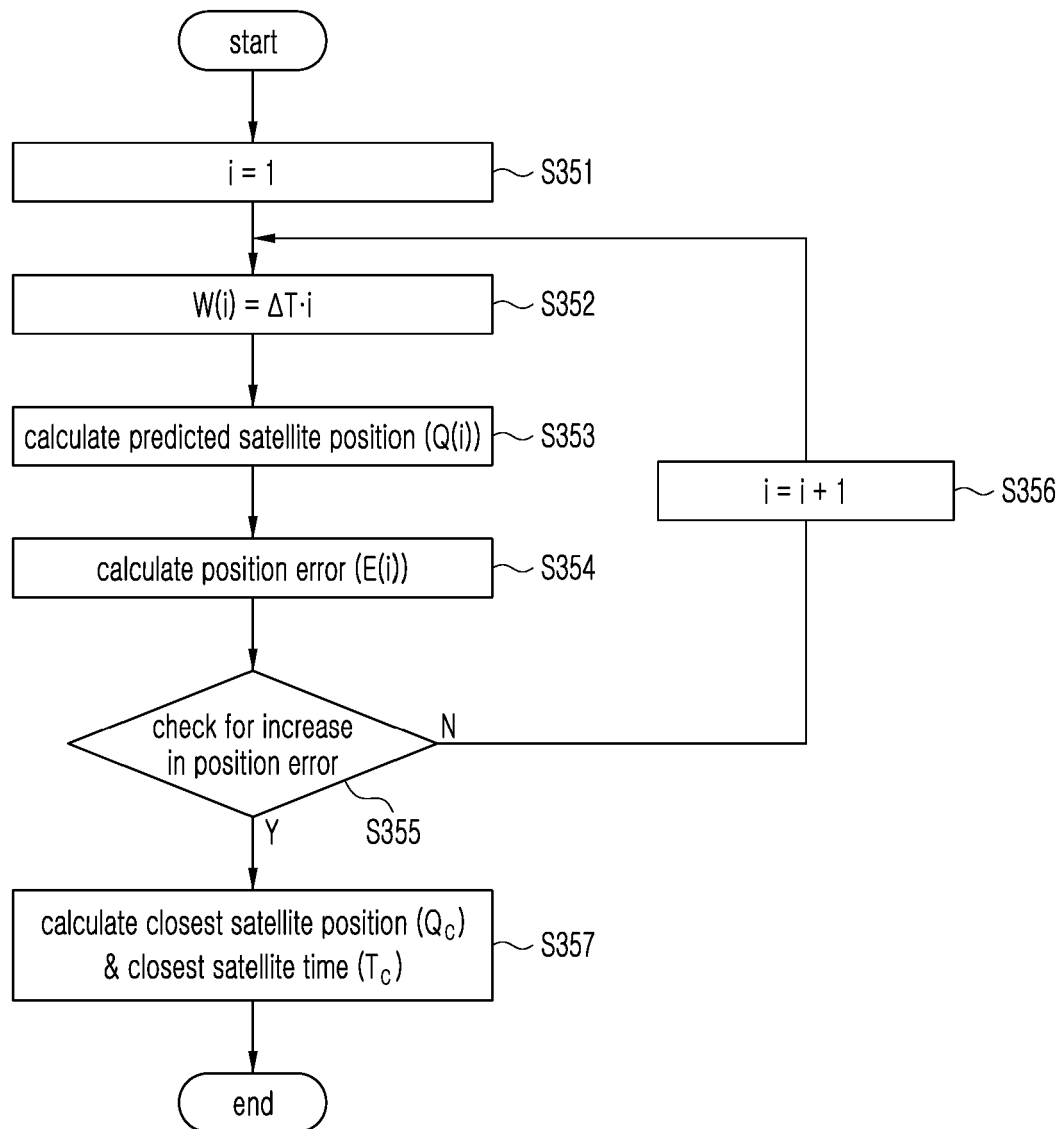 start
i = 1
S351
W(i) = ΔT·i
S352
calculate predicted satellite position (Q(i))
S353
i = i + 1
S356
calculate position error (E(i))
S354
check for increase
in position error
N
S355
Y
calculate closest satellite position (Q_C)
& closest satellite time (T_C)
S357
end